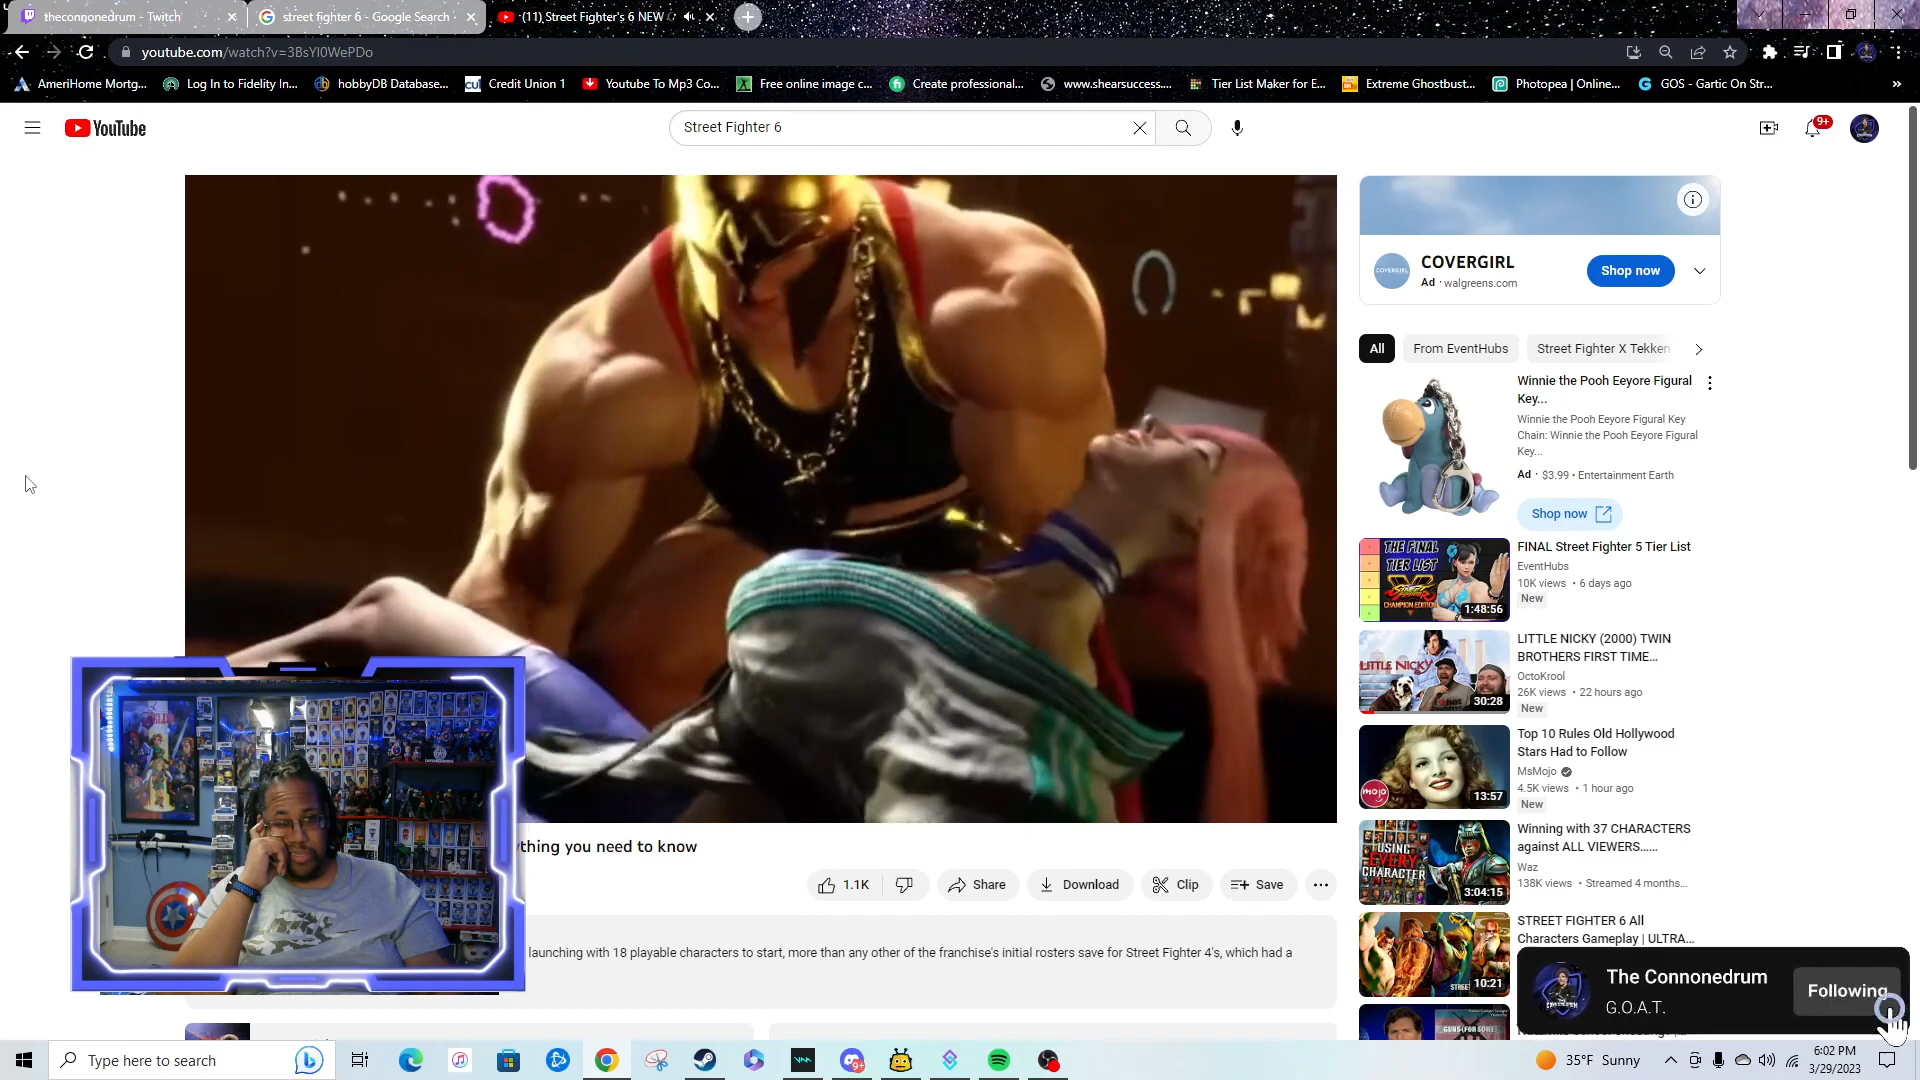 theconnonedrum - Twitch
street fighter 6 - Google Search
(11) Street Fighter's 6 NEW
youtube.com/watch?v=3BsYl0WePDo
AmeriHome Mortg...
Log In to Fidelity In...
hobbyDB Database...
Credit Union 1
Youtube To Mp3 Co...
Free online image c...
Create professional...
www.shearsuccess....
Tier List Maker for E...
Extreme Ghostbust...
Photopea | Online...
GOS - Gartic On Str...
»
YouTube
Street Fighter 6
9+
COVERGIRL
COVERGIRL
Ad · walgreens.com
Shop now
All
From EventHubs
Street Fighter X Tekken
Winnie the Pooh Eeyore Figural
Key...
Winnie the Pooh Eeyore Figural Key
Chain: Winnie the Pooh Eeyore Figural
Key...
Ad · $3.99 • Entertainment Earth
Shop now
THE FINAL
TIER LIST
CHAMPION EDITION
1:48:56
FINAL Street Fighter 5 Tier List
EventHubs
10K views • 6 days ago
New
LITTLE NICKY
30:28
LITTLE NICKY (2000) TWIN
BROTHERS FIRST TIME...
OctoKrool
26K views • 22 hours ago
New
mojo
13:57
Top 10 Rules Old Hollywood
Stars Had to Follow
MsMojo
4.5K views • 1 hour ago
New
USING
EVERY
CHARACTER
3:04:15
Winning with 37 CHARACTERS
against ALL VIEWERS......
Waz
138K views • Streamed 4 months...
10:21
STREET FIGHTER 6 All
Characters Gameplay | ULTRA...
The Connonedrum
G.O.A.T.
Following
ything you need to know
1.1K
Share
Download
Clip
Save
launching with 18 playable characters to start, more than any other of the franchise's initial rosters save for Street Fighter 4's, which had a
Type here to search
35°F Sunny
6:02 PM
3/29/2023